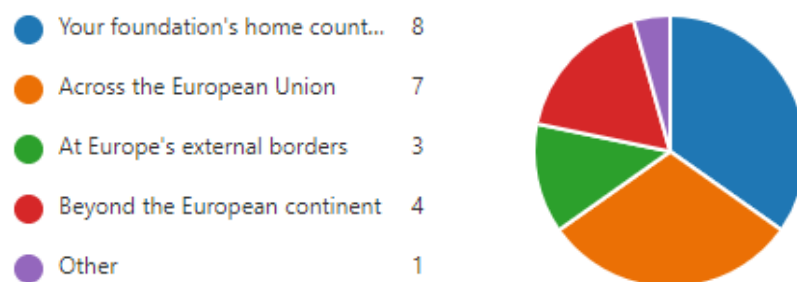 Your foundation's home count... 8
Across the European Union 7
At Europe's external borders 3
Beyond the European continent 4
Other 1